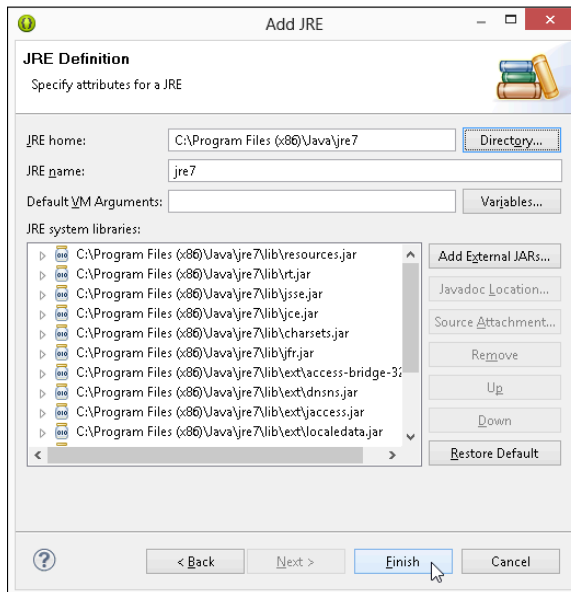 Add JRE
JRE Definition
Specify attributes for a JRE
JRE home:
C:\Program Files (x86)\Java\jre7
Directory...
JRE name:
jre7
Default VM Arguments:
Variables...
JRE system libraries:
C:\Program Files (x86)\Java\jre7\lib\resources.jar
C:\Program Files (x86)\Java\jre7\lib\rt.jar
C:\Program Files (x86)\Java\jre7\lib\jsse.jar
C:\Program Files (x86)\Java\jre7\lib\jce.jar
C:\Program Files (x86)\Java\jre7\lib\charsets.jar
C:\Program Files (x86)\Java\jre7\lib\jfr.jar
C:\Program Files (x86)\Java\jre7\lib\ext\access-bridge-32
C:\Program Files (x86)\Java\jre7\lib\ext\dnsns.jar
C:\Program Files (x86)\Java\jre7\lib\ext\jaccess.jar
C:\Program Files (x86)\Java\jre7\lib\ext\localedata.jar
Add External JARs...
Javadoc Location...
Source Attachment...
Remove
Up
Down
Restore Default
?
< Back
Next >
Finish
Cancel